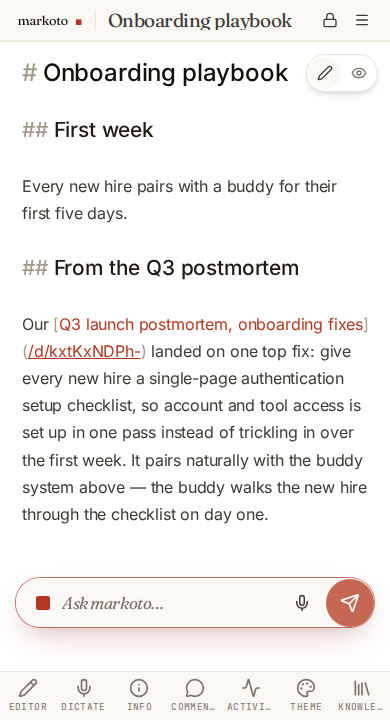 markoto
Onboarding playbook
# Onboarding playbook
## First week
Every new hire pairs with a buddy for their
first five days.
## From the Q3 postmortem
Our [Q3 launch postmortem, onboarding fixes]
(/d/kxtKxNDPh-) landed on one top fix: give
every new hire a single-page authentication
setup checklist, so account and tool access is
set up in one pass instead of trickling in over
the first week. It pairs naturally with the buddy
system above — the buddy walks the new hire
through the checklist on day one.
Ask markoto...
EDITOR DICTATE INFO COMMEN… ACTIVI… THEME KNOWLE…